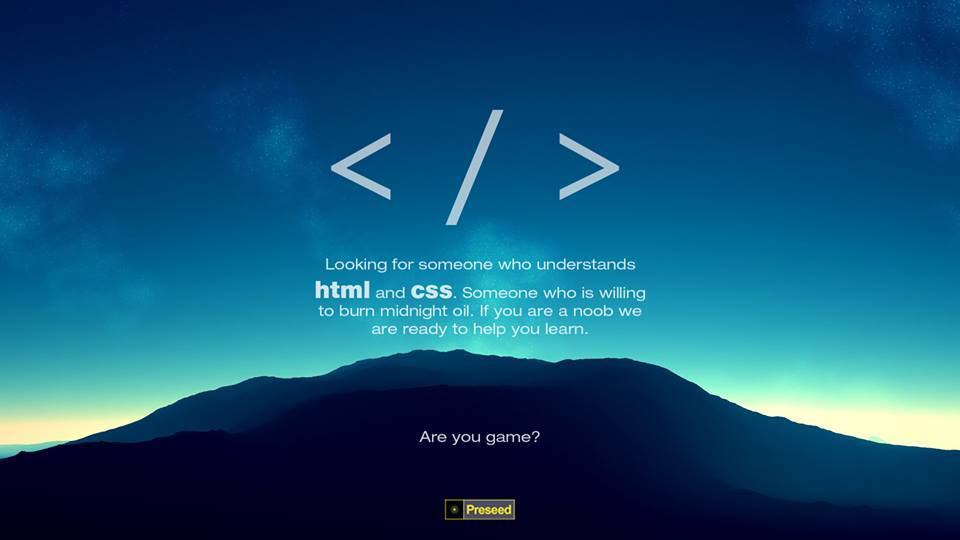 < / >
Looking for someone who understands
html and css. Someone who is willing
to burn midnight oil. If you are a noob we
are ready to help you learn.
Are you game?
Preseed